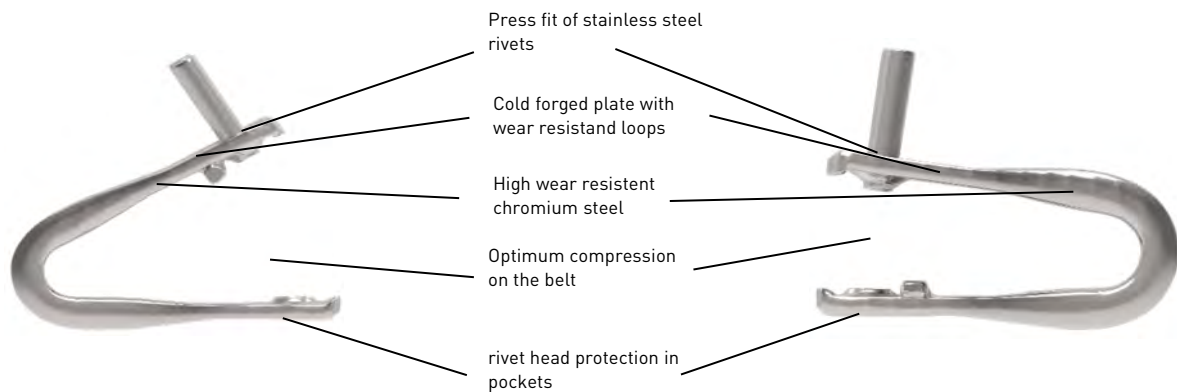 Press fit of stainless steel
rivets
Cold forged plate with
wear resistand loops
High wear resistent
chromium steel
Optimum compression
on the belt
rivet head protection in
pockets